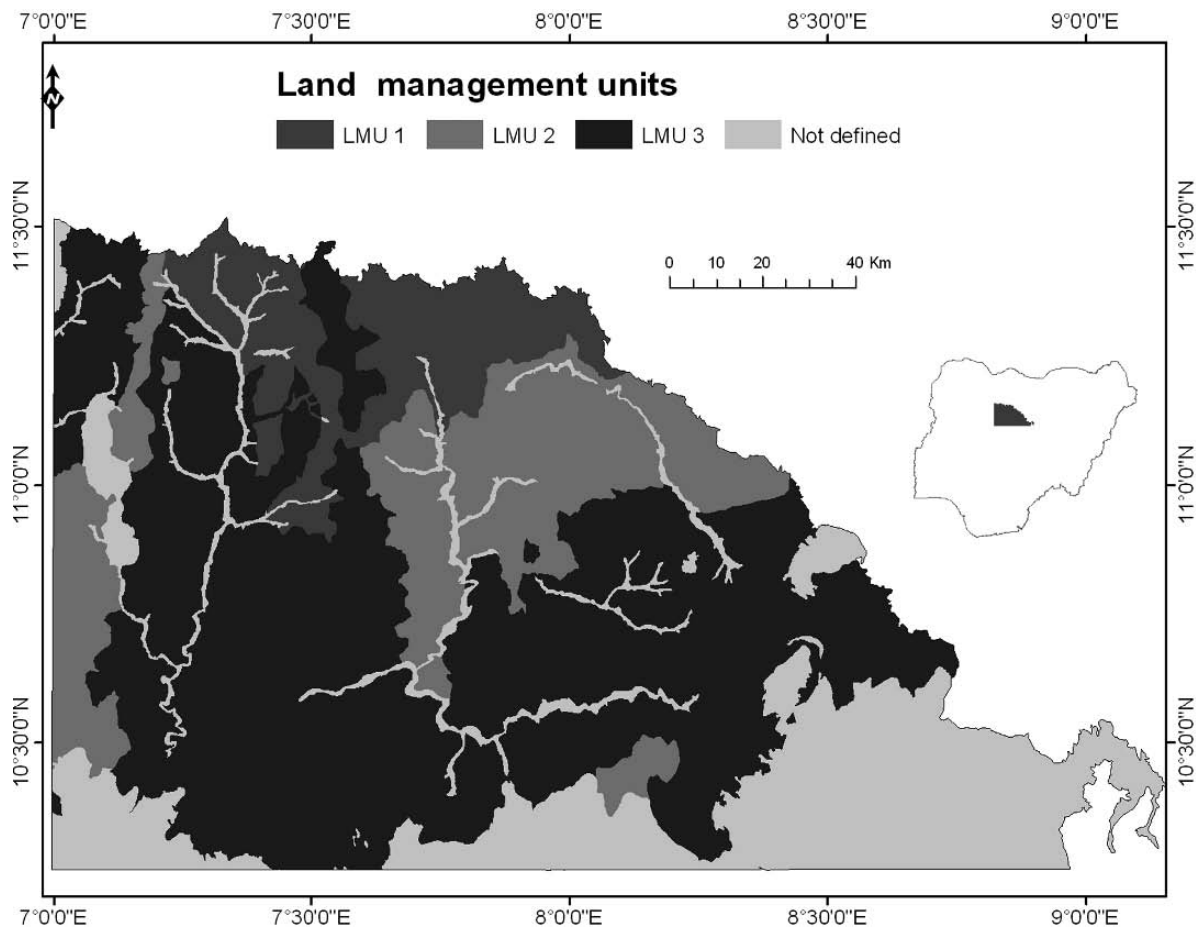 7°0'0"E 7°30'0"E 8°0'0"E 8°30'0"E 9°0'0"E
N
Land management units
LMU 1 LMU 2 LMU 3 Not defined
11°30'0"N 11°30'0"N
0 10 20 40 Km
11°0'0"N 11°0'0"N
10°30'0"N 10°30'0"N
7°0'0"E 7°30'0"E 8°0'0"E 8°30'0"E 9°0'0"E